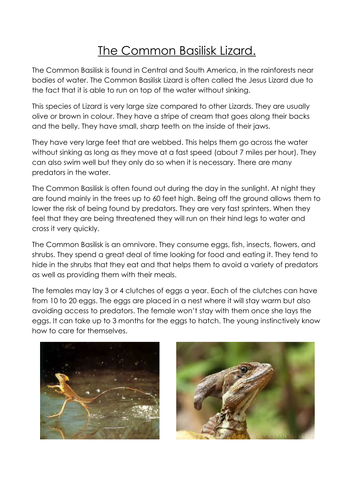 The Common Basilisk Lizard.
The Common Basilisk is found in Central and South America, in the rainforests near
bodies of water. The Common Basilisk Lizard is often called the Jesus Lizard due to
the fact that it is able to run on top of the water without sinking.
This species of Lizard is very large size compared to other Lizards. They are usually
olive or brown in colour. They have a stripe of cream that goes along their backs
and the belly. They have small, sharp teeth on the inside of their jaws.
They have very large feet that are webbed. This helps them go across the water
without sinking as long as they move at a fast speed (about 7 miles per hour). They
can also swim well but they only do so when it is necessary. There are many
predators in the water.
The Common Basilisk is often found out during the day in the sunlight. At night they
are found mainly in the trees up to 60 feet high. Being off the ground allows them to
lower the risk of being found by predators. They are very fast sprinters. When they
feel that they are being threatened they will run on their hind legs to water and
cross it very quickly.
The Common Basilisk is an omnivore. They consume eggs, fish, insects, flowers, and
shrubs. They spend a great deal of time looking for food and eating it. They tend to
hide in the shrubs that they eat and that helps them to avoid a variety of predators
as well as providing them with their meals.
The females may lay 3 or 4 clutches of eggs a year. Each of the clutches can have
from 10 to 20 eggs. The eggs are placed in a nest where it will stay warm but also
avoiding access to predators. The female won't stay with them once she lays the
eggs. It can take up to 3 months for the eggs to hatch. The young instinctively know
how to care for themselves.